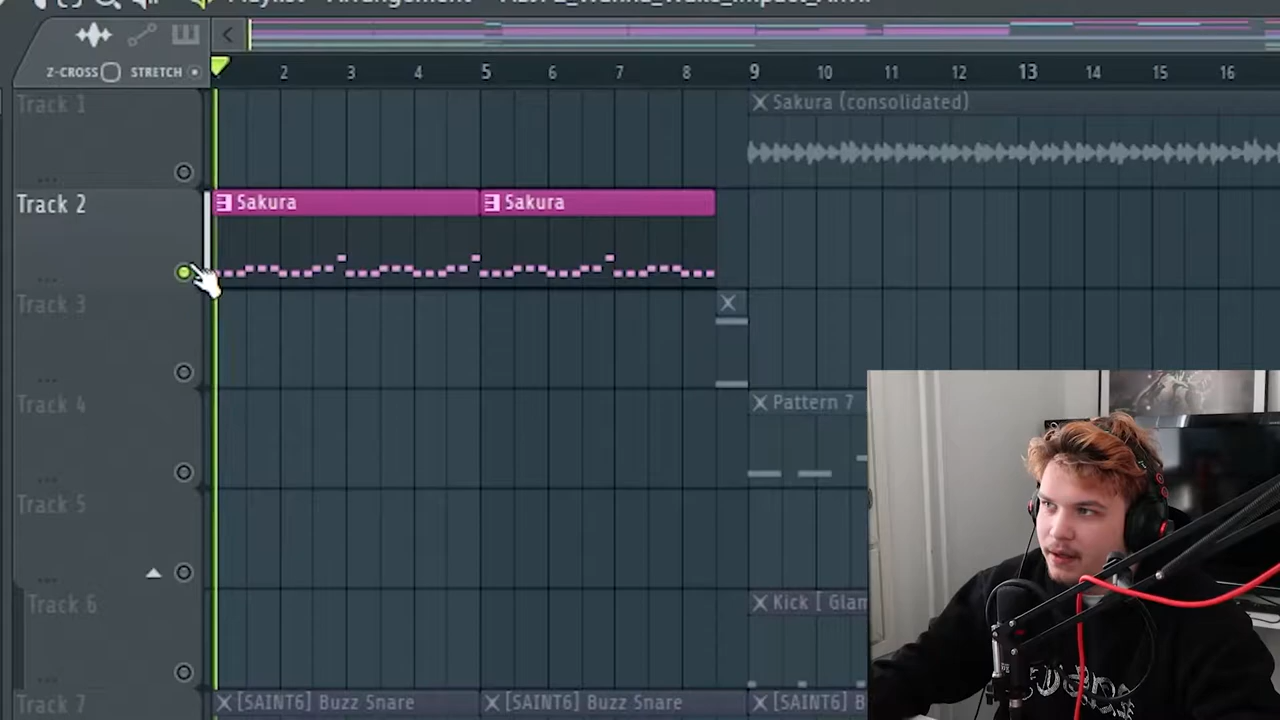 Z-CROSS STRETCH
2 3 4 5 6 7 8 9 10 11 12 13 14 15 16
Track 1
Sakura (consolidated)
Track 2
Sakura
Sakura
Track 3
Track 4
Pattern 7
Track 5
Track 6
Kick [ Glam
Track 7
[SAINT6] Buzz Snare
[SAINT6] Buzz Snare
[SAINT6] B